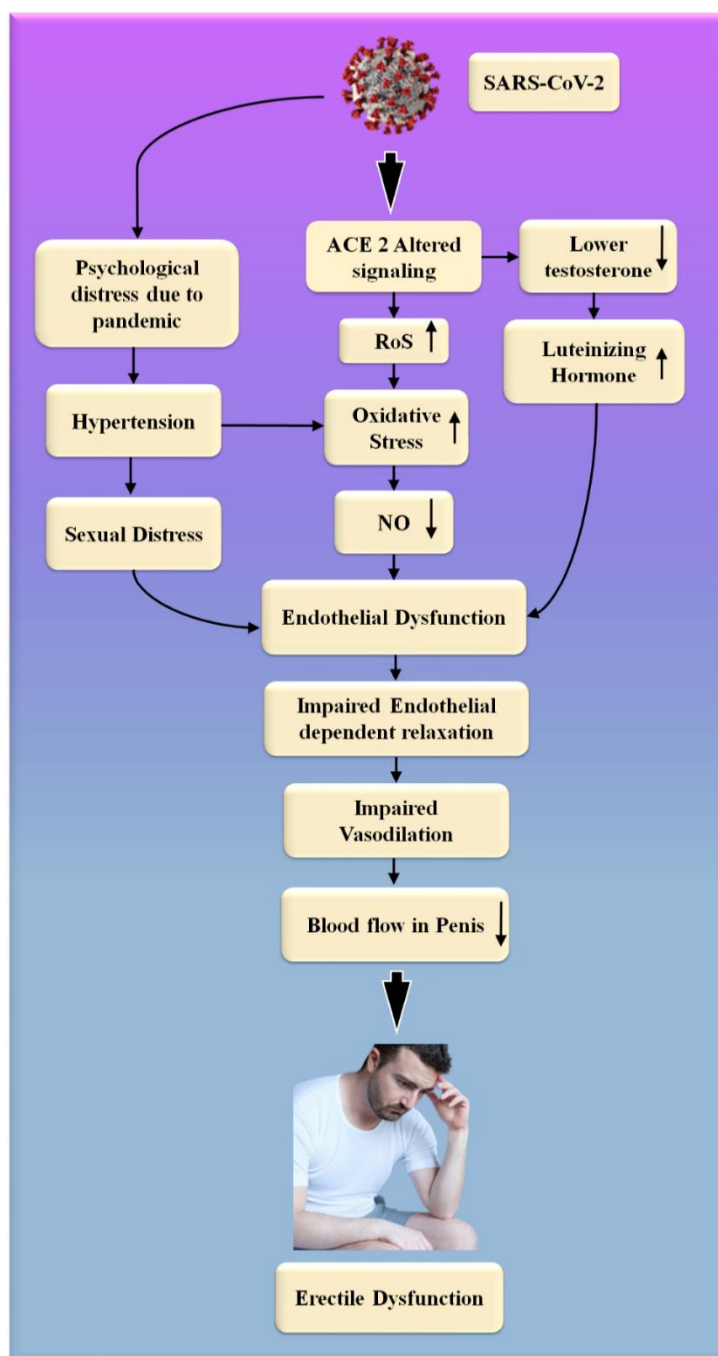 SARS-CoV-2
Psychological
distress due to
pandemic
ACE 2 Altered
signaling
Lower
testosterone
RoS
Luteinizing
Hormone
Hypertension
Oxidative
Stress
Sexual Distress
NO
Endothelial Dysfunction
Impaired Endothelial
dependent relaxation
Impaired
Vasodilation
Blood flow in Penis
Erectile Dysfunction